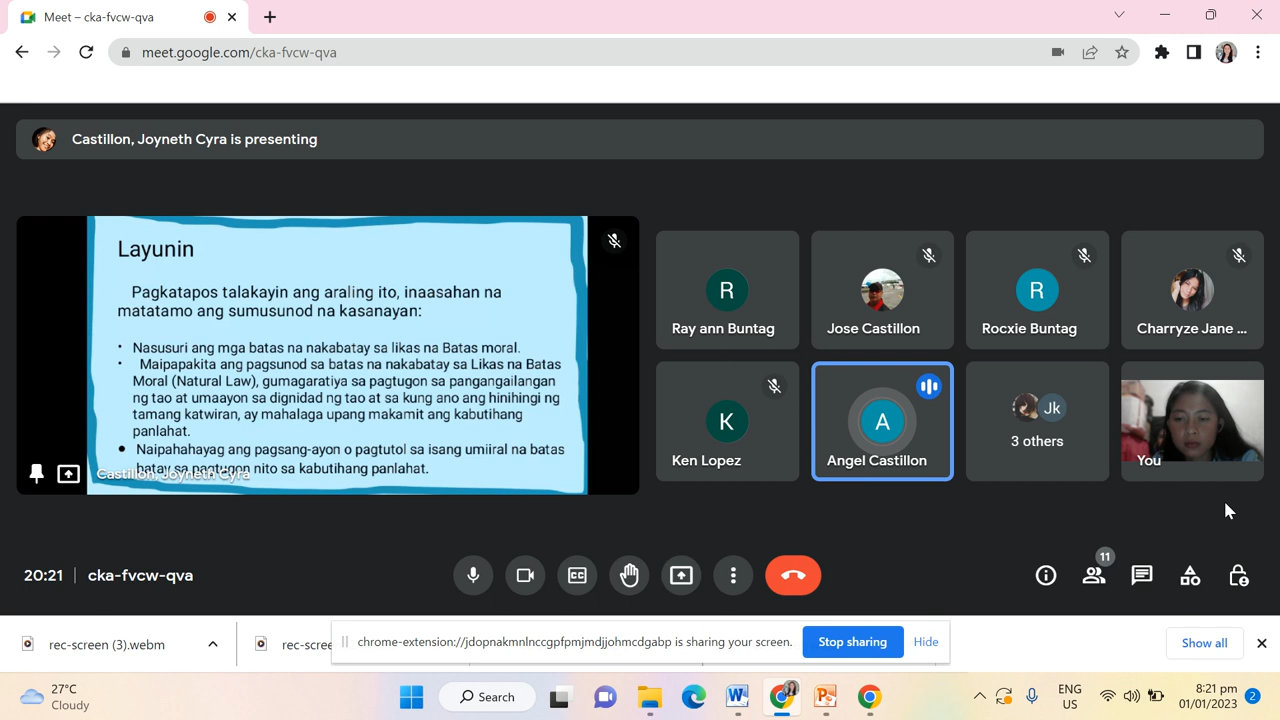 Meet – cka-fvcw-qva
meet.google.com/cka-fvcw-qva
Castillon, Joyneth Cyra is presenting
Layunin
Pagkatapos talakayin ang araling ito, inaasahan na
matatamo ang sumusunod na kasanayan:
• Nasusuri ang mga batas na nakabatay sa likas na Batas moral.
• Maipapakita ang pagsunod sa batas na nakabatay sa Likas na Batas
Moral (Natural Law), gumagaratiya sa pagtugon sa pangangailangan
ng tao at umaayon sa dignidad ng tao at sa kung ano ang hinihingi ng
tamang katwiran, ay mahalaga upang makamit ang kabutihang
panlahat.
● Naipahahayag ang pagsang-ayon o pagtutol sa isang umiiral na batas
batay sa pagtugon nito sa kabutihang panlahat.
Castillon, Joyneth Cyra
R
Ray ann Buntag
Jose Castillon
R
Rocxie Buntag
Charryze Jane ...
K
Ken Lopez
A
Angel Castillon
Jk
3 others
You
20:21 | cka-fvcw-qva
CC
11
rec-screen (3).webm
rec-scree
chrome-extension://jdopnakmnlnccgpfpmjmdjjohmcdgabp is sharing your screen.
Stop sharing
Hide
Show all
27°C
Cloudy
Search
W
P
ENG
US
8:21 pm
01/01/2023
2